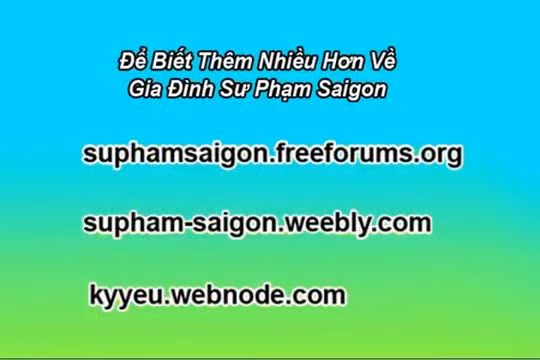 Để Biết Thêm Nhiều Hơn Về
Gia Đình Sư Phạm Saigon
suphamsaigon.freeforums.org
supham-saigon.weebly.com
kyyeu.webnode.com